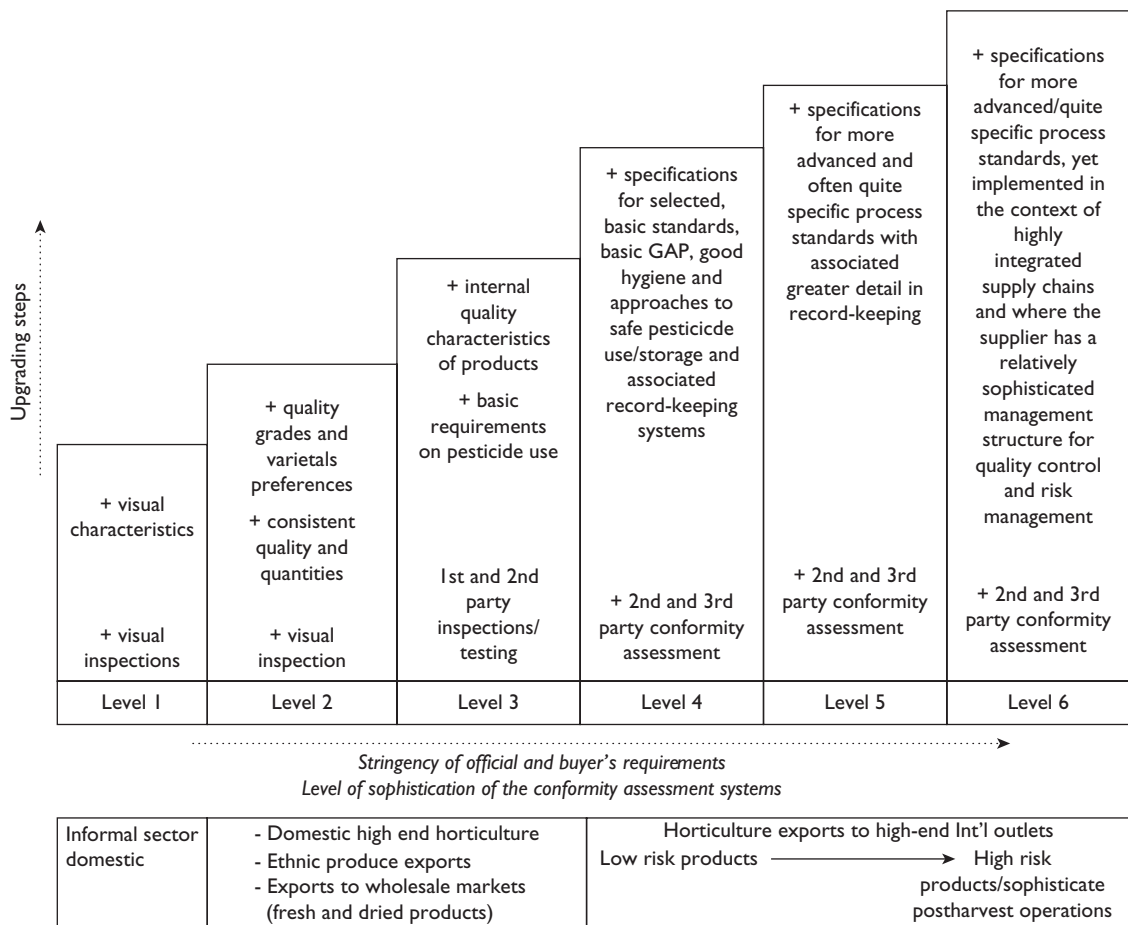 Upgrading steps
+ visual
characteristics
+ visual
inspections
Level 1
+ quality
grades and
varietals
preferences
+ consistent
quality and
quantities
+ visual
inspection
Level 2
+ internal
quality
characteristics
of products
+ basic
requirements
on pesticide use
1st and 2nd
party
inspections/
testing
Level 3
+ specifications
for selected,
basic standards,
basic GAP, good
hygiene and
approaches to
safe pesticicde
use/storage and
associated
record-keeping
systems
+ 2nd and 3rd
party conformity
assessment
Level 4
+ specifications
for more
advanced and
often quite
specific process
standards with
associated
greater detail in
record-keeping
+ 2nd and 3rd
party conformity
assessment
Level 5
+ specifications
for more
advanced/quite
specific process
standards, yet
implemented in
the context of
highly
integrated
supply chains
and where the
supplier has a
relatively
sophisticated
management
structure for
quality control
and risk
management
+ 2nd and 3rd
party conformity
assessment
Level 6
Stringency of official and buyer's requirements
Level of sophistication of the conformity assessment systems
Informal sector
domestic
- Domestic high end horticulture
- Ethnic produce exports
- Exports to wholesale markets
(fresh and dried products)
Horticulture exports to high-end Int'l outlets
Low risk products
High risk
products/sophisticate
postharvest operations